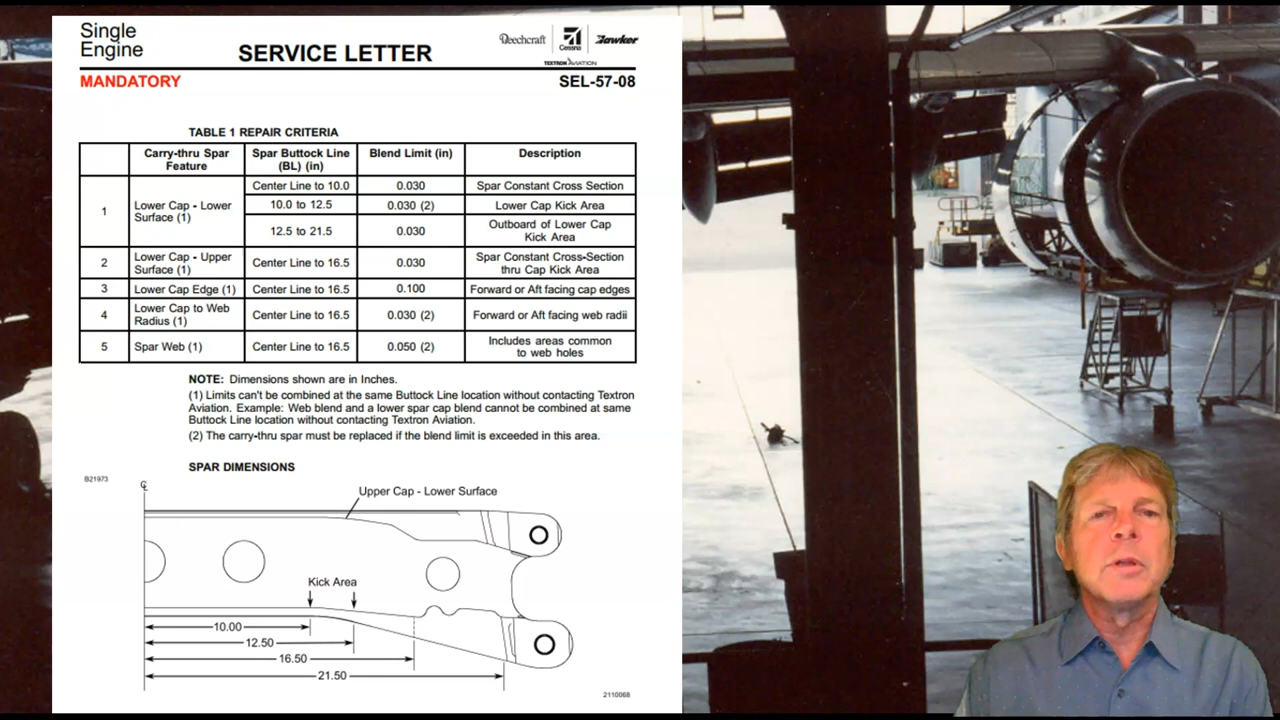 Single
Engine
SERVICE LETTER
Beechcraft
Cessna
Hawker
TEXTRON AVIATION
MANDATORY
SEL-57-08
TABLE 1 REPAIR CRITERIA
Carry-thru Spar Feature
Spar Buttock Line (BL) (in)
Blend Limit (in)
Description
1
Lower Cap - Lower
Surface (1)
Center Line to 10.0
0.030
Spar Constant Cross Section
10.0 to 12.5
0.030 (2)
Lower Cap Kick Area
12.5 to 21.5
0.030
Outboard of Lower Cap
Kick Area
2
Lower Cap - Upper
Surface (1)
Center Line to 16.5
0.030
Spar Constant Cross-Section
thru Cap Kick Area
3
Lower Cap Edge (1)
Center Line to 16.5
0.100
Forward or Aft facing cap edges
4
Lower Cap to Web
Radius (1)
Center Line to 16.5
0.030 (2)
Forward or Aft facing web radii
5
Spar Web (1)
Center Line to 16.5
0.050 (2)
Includes areas common
to web holes
NOTE: Dimensions shown are in Inches.
(1) Limits can't be combined at the same Buttock Line location without contacting Textron
Aviation. Example: Web blend and a lower spar cap blend cannot be combined at same
Buttock Line location without contacting Textron Aviation.
(2) The carry-thru spar must be replaced if the blend limit is exceeded in this area.
SPAR DIMENSIONS
B21973
℄
Upper Cap - Lower Surface
Kick Area
10.00
12.50
16.50
21.50
2110068